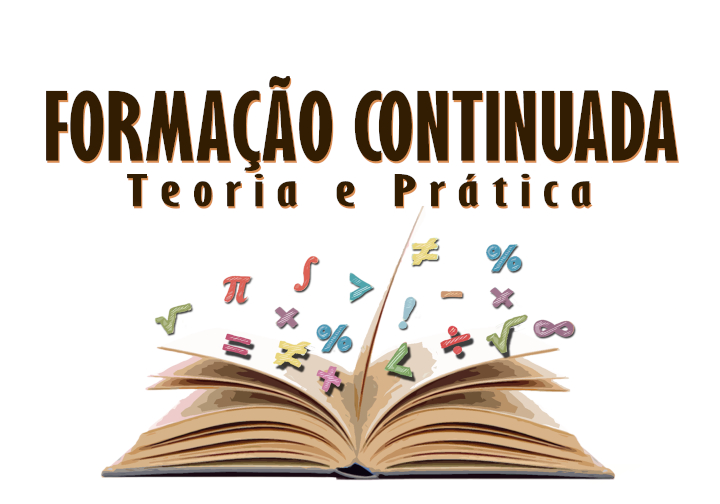 FORMAÇÃO CONTINUADA
Teoria e Prática